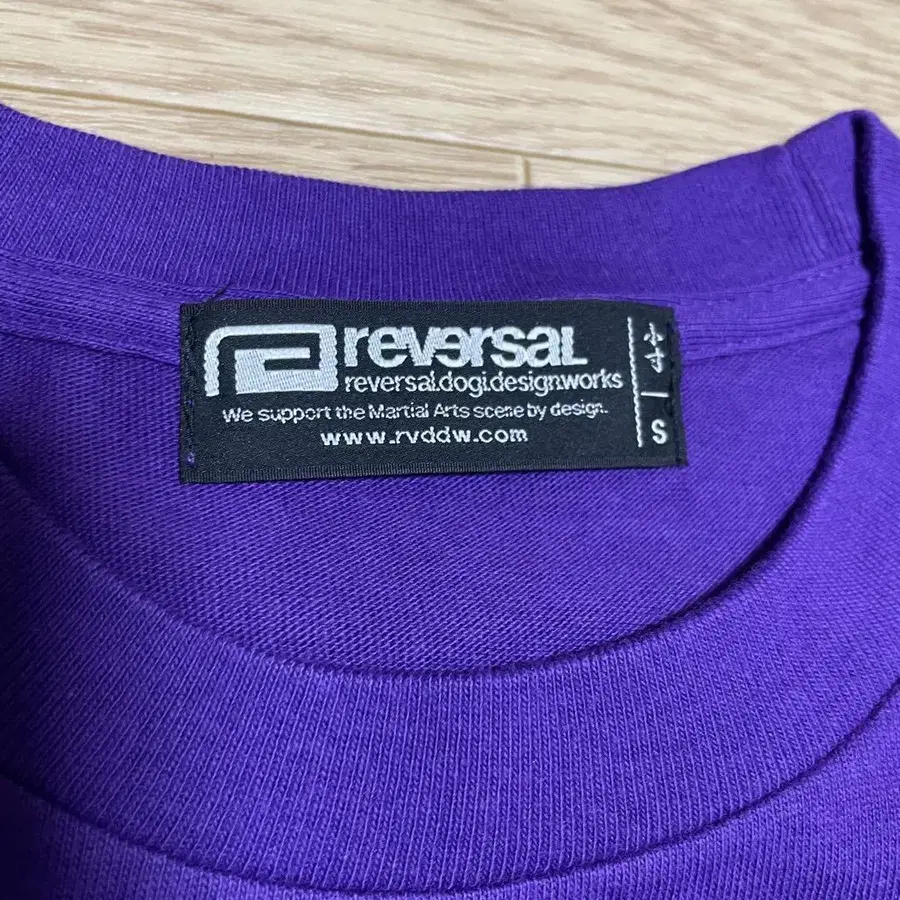 reversal
reversal.dogi.designworks
We support the Martial Arts scene by design.
www.rvddw.com
S